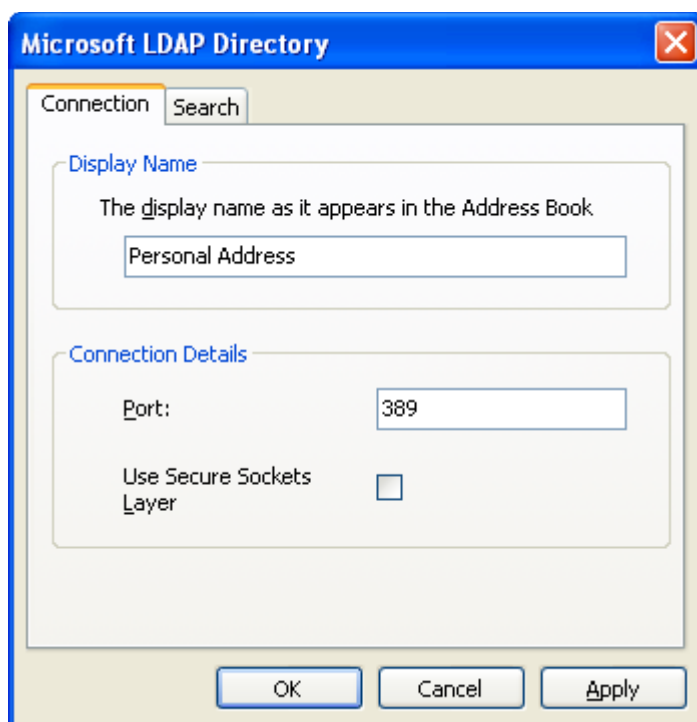 Microsoft LDAP Directory
Connection
Search
Display Name
The display name as it appears in the Address Book
Personal Address
Connection Details
Port:
389
Use Secure Sockets
Layer
OK
Cancel
Apply